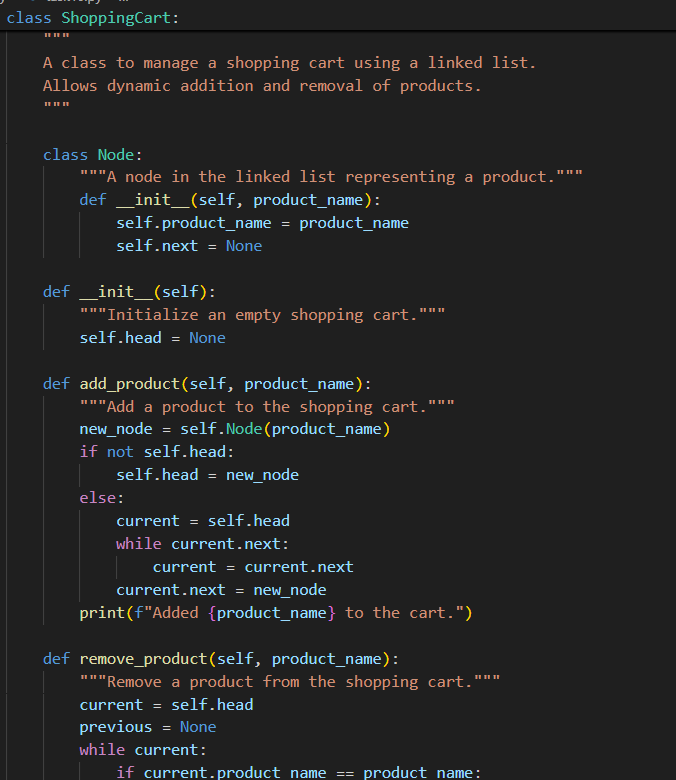 class ShoppingCart:
    """
    A class to manage a shopping cart using a linked list.
    Allows dynamic addition and removal of products.
    """

    class Node:
        """A node in the linked list representing a product."""
        def __init__(self, product_name):
            self.product_name = product_name
            self.next = None

    def __init__(self):
        """Initialize an empty shopping cart."""
        self.head = None

    def add_product(self, product_name):
        """Add a product to the shopping cart."""
        new_node = self.Node(product_name)
        if not self.head:
            self.head = new_node
        else:
            current = self.head
            while current.next:
                current = current.next
            current.next = new_node
        print(f"Added {product_name} to the cart.")

    def remove_product(self, product_name):
        """Remove a product from the shopping cart."""
        current = self.head
        previous = None
        while current:
            if current.product_name == product_name: